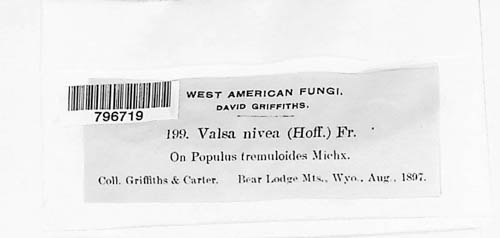 WEST AMERICAN FUNGI.
DAVID GRIFFITHS.
796719
199. Valsa nivea (Hoff.) Fr.
On Populus tremuloides Michx.
Coll. Griffiths & Carter. Bear Lodge Mts., Wyo., Aug., 1897.